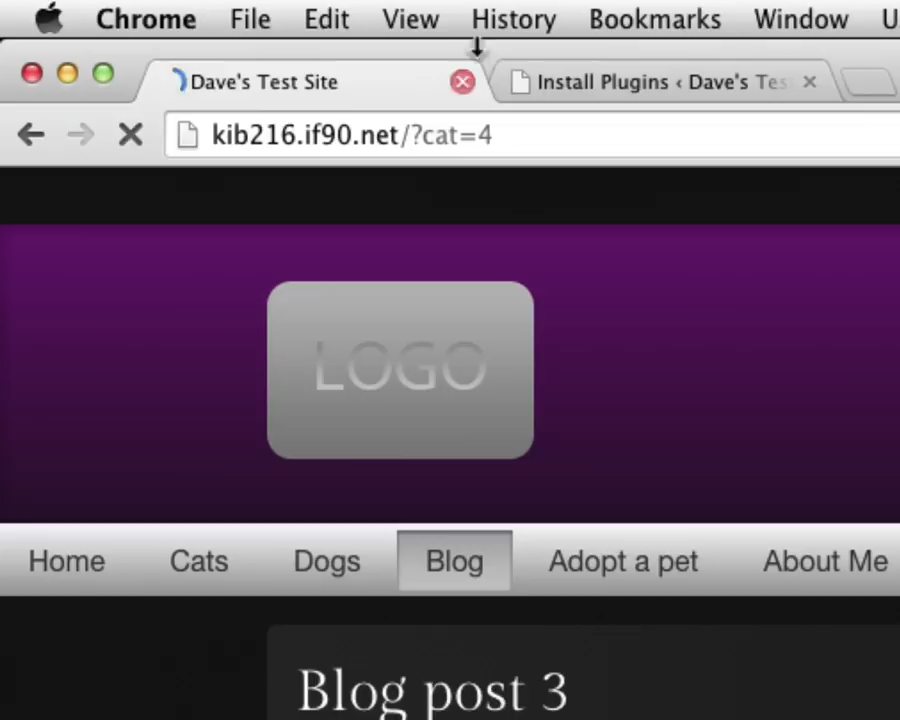 Chrome File Edit View History Bookmarks Window U
Dave's Test Site Install Plugins ‹ Dave's Tes
kib216.if90.net/?cat=4
LOGO
Home Cats Dogs Blog Adopt a pet About Me
Blog post 3